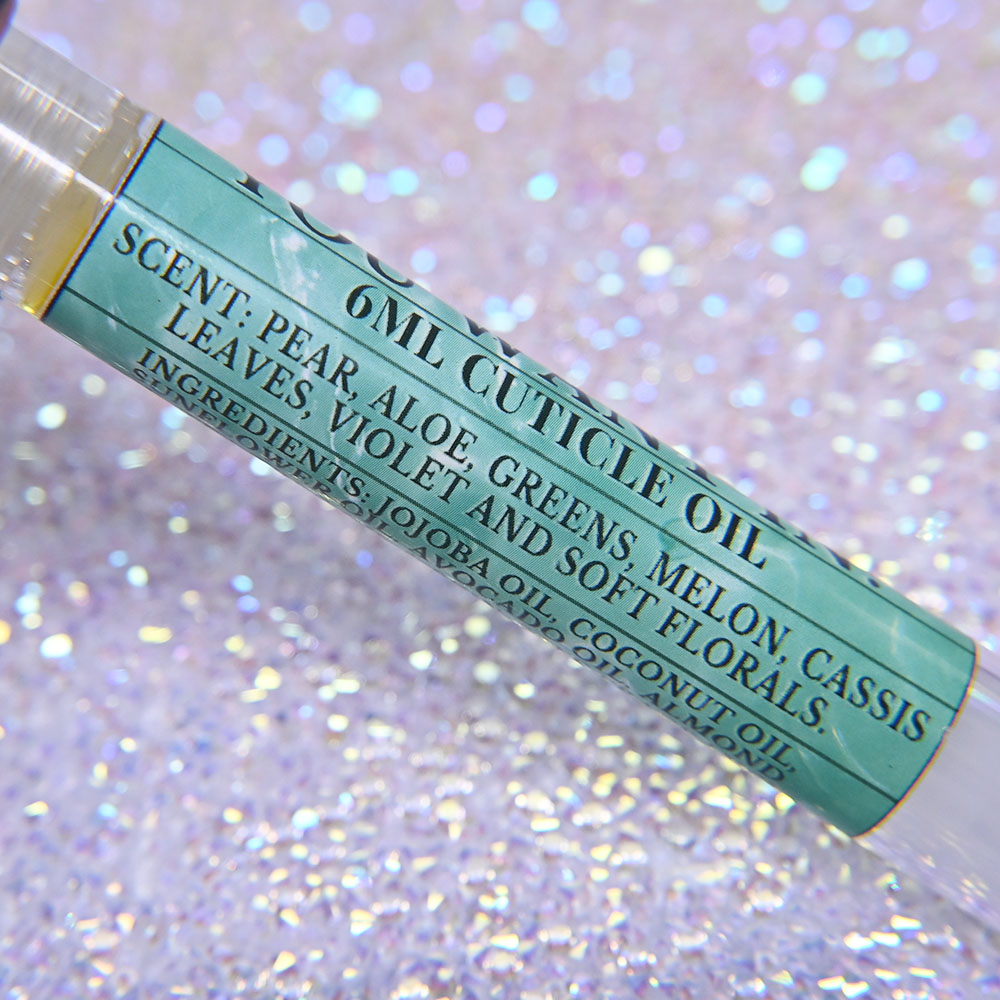 6ML CUTICLE OIL
SCENT: PEAR, ALOE, GREENS, MELON, CASSIS
LEAVES, VIOLET AND SOFT FLORALS.
INGREDIENTS: JOJOBA OIL, COCONUT OIL,
SUNFLOWER OIL, AVOCADO OIL, ALMOND